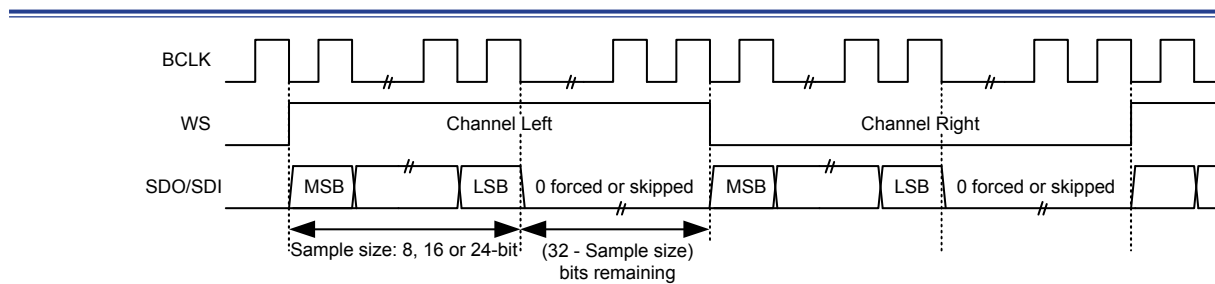 BCLK
WS
Channel Left
Channel Right
SDO/SDI
MSB
LSB
0 forced or skipped
MSB
LSB
0 forced or skipped
Sample size: 8, 16 or 24-bit
(32 - Sample size)
bits remaining